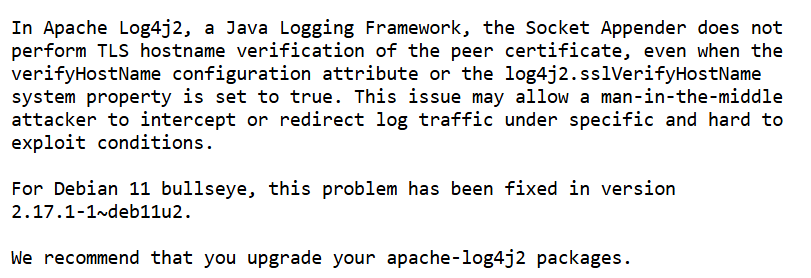 In Apache Log4j2, a Java Logging Framework, the Socket Appender does not
perform TLS hostname verification of the peer certificate, even when the
verifyHostName configuration attribute or the log4j2.sslVerifyHostName
system property is set to true. This issue may allow a man-in-the-middle
attacker to intercept or redirect log traffic under specific and hard to
exploit conditions.

For Debian 11 bullseye, this problem has been fixed in version
2.17.1-1~deb11u2.

We recommend that you upgrade your apache-log4j2 packages.